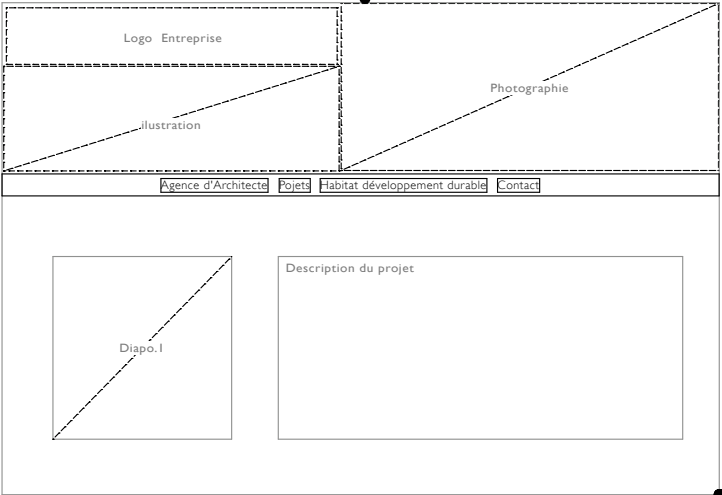 Logo Entreprise
Photographie
ilustration
Agence d'Architecte Pojets Habitat développement durable Contact
Description du projet
Diapo.1